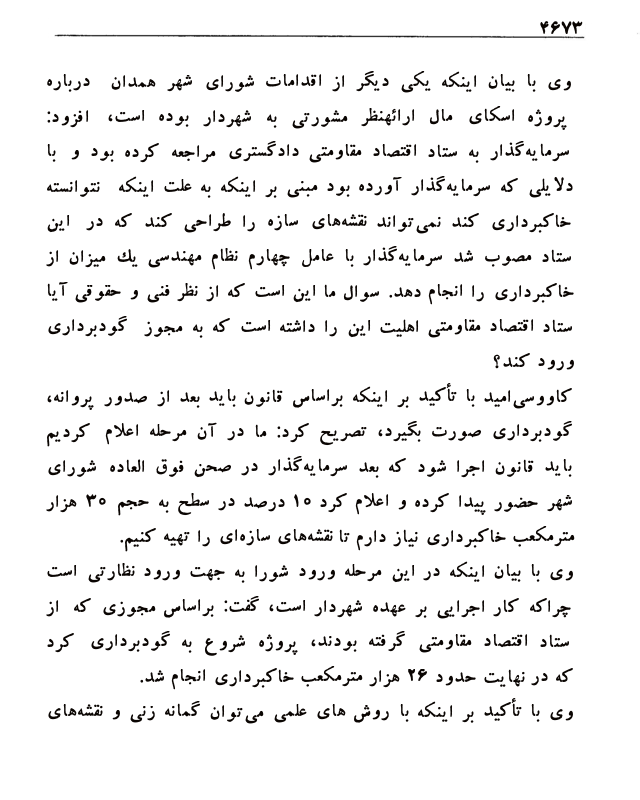 ۴۶۷۳
وی با بیان اینکه یکی دیگر از اقدامات شورای شهر همدان درباره
پروژه اسکای مال ارائهنظر مشورتی به شهردار بوده است، افزود:
سرمایه‌گذار به ستاد اقتصاد مقاومتی دادگستری مراجعه کرده بود و با
دلایلی که سرمایه‌گذار آورده بود مبنی بر اینکه به علت اینکه نتوانسته
خاکبرداری کند نمی‌تواند نقشه‌های سازه را طراحی کند که در این
ستاد مصوب شد سرمایه‌گذار با عامل چهارم نظام مهندسی یك میزان از
خاکبرداری را انجام دهد. سوال ما این است که از نظر فنی و حقوقی آیا
ستاد اقتصاد مقاومتی اهلیت این را داشته است که به مجوز گودبرداری
ورود کند؟
کاووسی‌امید با تأکید بر اینکه براساس قانون باید بعد از صدور پروانه،
گودبرداری صورت بگیرد، تصریح کرد: ما در آن مرحله اعلام کردیم
باید قانون اجرا شود که بعد سرمایه‌گذار در صحن فوق العاده شورای
شهر حضور پیدا کرده و اعلام کرد ۱۰ درصد در سطح به حجم ۳۰ هزار
مترمکعب خاکبرداری نیاز دارم تا نقشه‌های سازه‌ای را تهیه کنیم.
وی با بیان اینکه در این مرحله ورود شورا به جهت ورود نظارتی است
چراکه کار اجرایی بر عهده شهردار است، گفت: براساس مجوزی که از
ستاد اقتصاد مقاومتی گرفته بودند، پروژه شروع به گودبرداری کرد
که در نهایت حدود ۲۶ هزار مترمکعب خاکبرداری انجام شد.
وی با تأکید بر اینکه با روش های علمی می‌توان گمانه زنی و نقشه‌های